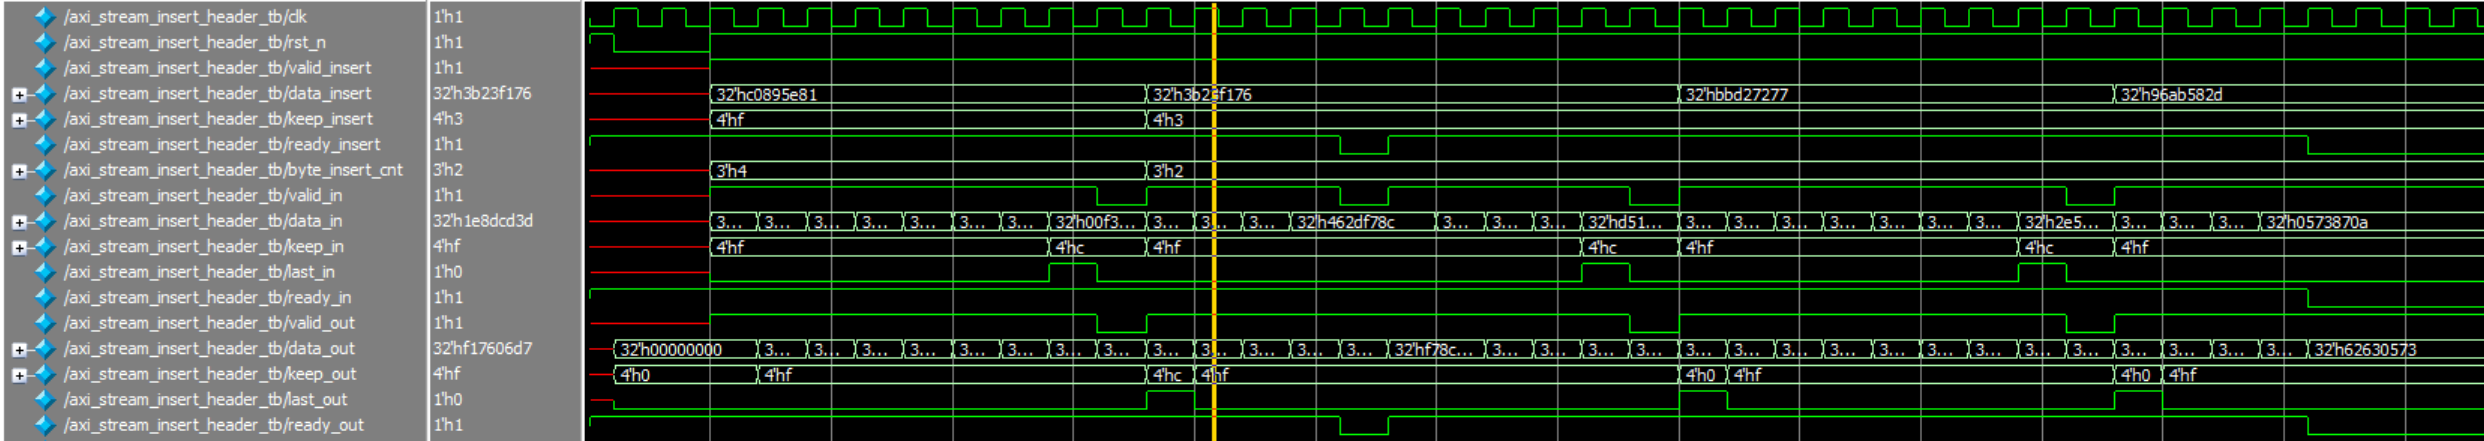 /axi_stream_insert_header_tb/clk 1'h1
/axi_stream_insert_header_tb/rst_n 1'h1
/axi_stream_insert_header_tb/valid_insert 1'h1
/axi_stream_insert_header_tb/data_insert 32'h3b23f176 32'hc0895e81 32'h3b23f176 32'hbbd27277 32'h96ab582d
/axi_stream_insert_header_tb/keep_insert 4'h3 4'hf 4'h3
/axi_stream_insert_header_tb/ready_insert 1'h1
/axi_stream_insert_header_tb/byte_insert_cnt 3'h2 3'h4 3'h2
/axi_stream_insert_header_tb/valid_in 1'h1
/axi_stream_insert_header_tb/data_in 32'h1e8dcd3d 3... 3... 3... 3... 3... 3... 3... 32'h00f3... 3... 3... 3... 32'h462df78c 3... 3... 3... 32'hd51... 3... 3... 3... 3... 3... 3... 3... 32'h2e5... 3... 3... 3... 32'h0573870a
/axi_stream_insert_header_tb/keep_in 4'hf 4'hf 4'hc 4'hf 4'hc 4'hf 4'hc 4'hf
/axi_stream_insert_header_tb/last_in 1'h0
/axi_stream_insert_header_tb/ready_in 1'h1
/axi_stream_insert_header_tb/valid_out 1'h1
/axi_stream_insert_header_tb/data_out 32'hf17606d7 32'h00000000 3... 3... 3... 3... 3... 3... 3... 3... 3... 3... 3... 3... 32'hf78c... 3... 3... 3... 3... 3... 3... 3... 3... 3... 3... 3... 3... 3... 3... 3... 3... 3... 32'h62630573
/axi_stream_insert_header_tb/keep_out 4'hf 4'h0 4'hf 4'hc 4'hf 4'h0 4'hf 4'h0 4'hf
/axi_stream_insert_header_tb/last_out 1'h0
/axi_stream_insert_header_tb/ready_out 1'h1